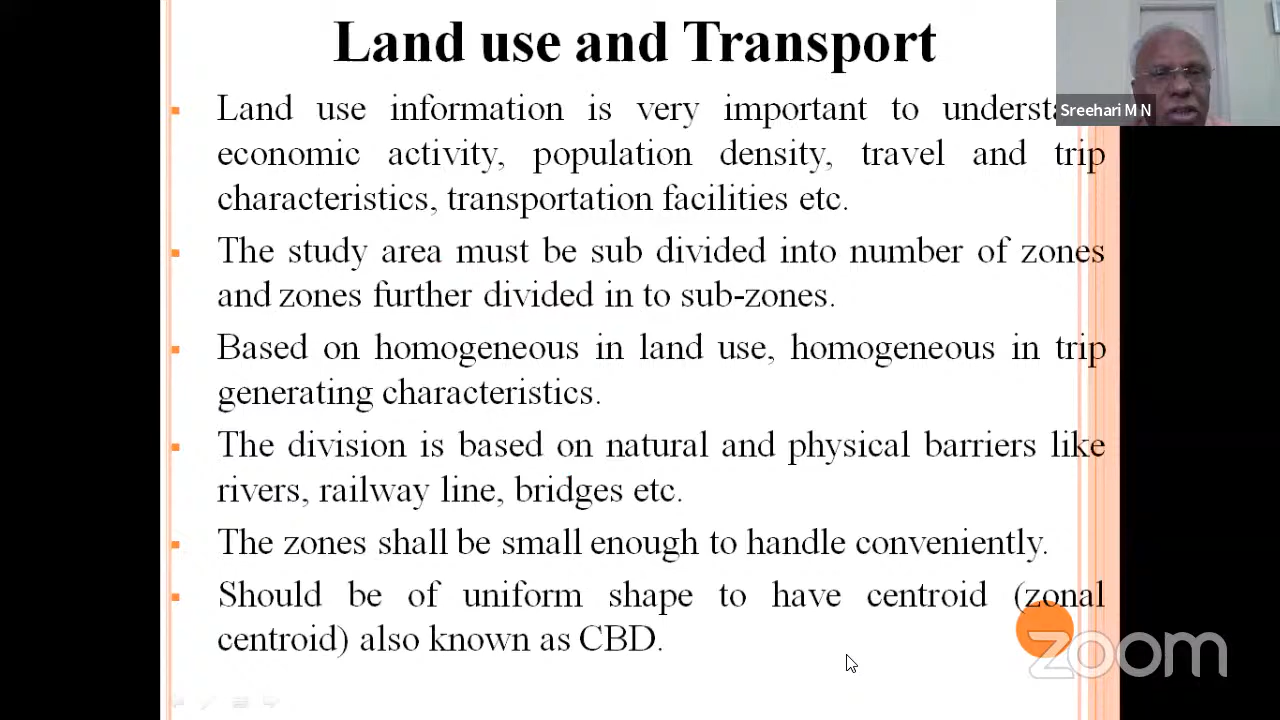 Land use and Transport
Sreehari M N
Land use information is very important to
economic activity, population density, travel and trip
characteristics, transportation facilities etc.
The study area must be sub divided into number of zones
and zones further divided in to sub-zones.
Based on homogeneous in land use, homogeneous in trip
generating characteristics.
The division is based on natural and physical barriers like
rivers, railway line, bridges etc.
The zones shall be small enough to handle conveniently.
Should be of uniform shape to have centroid (zonal
centroid) also known as CBD.
zoom